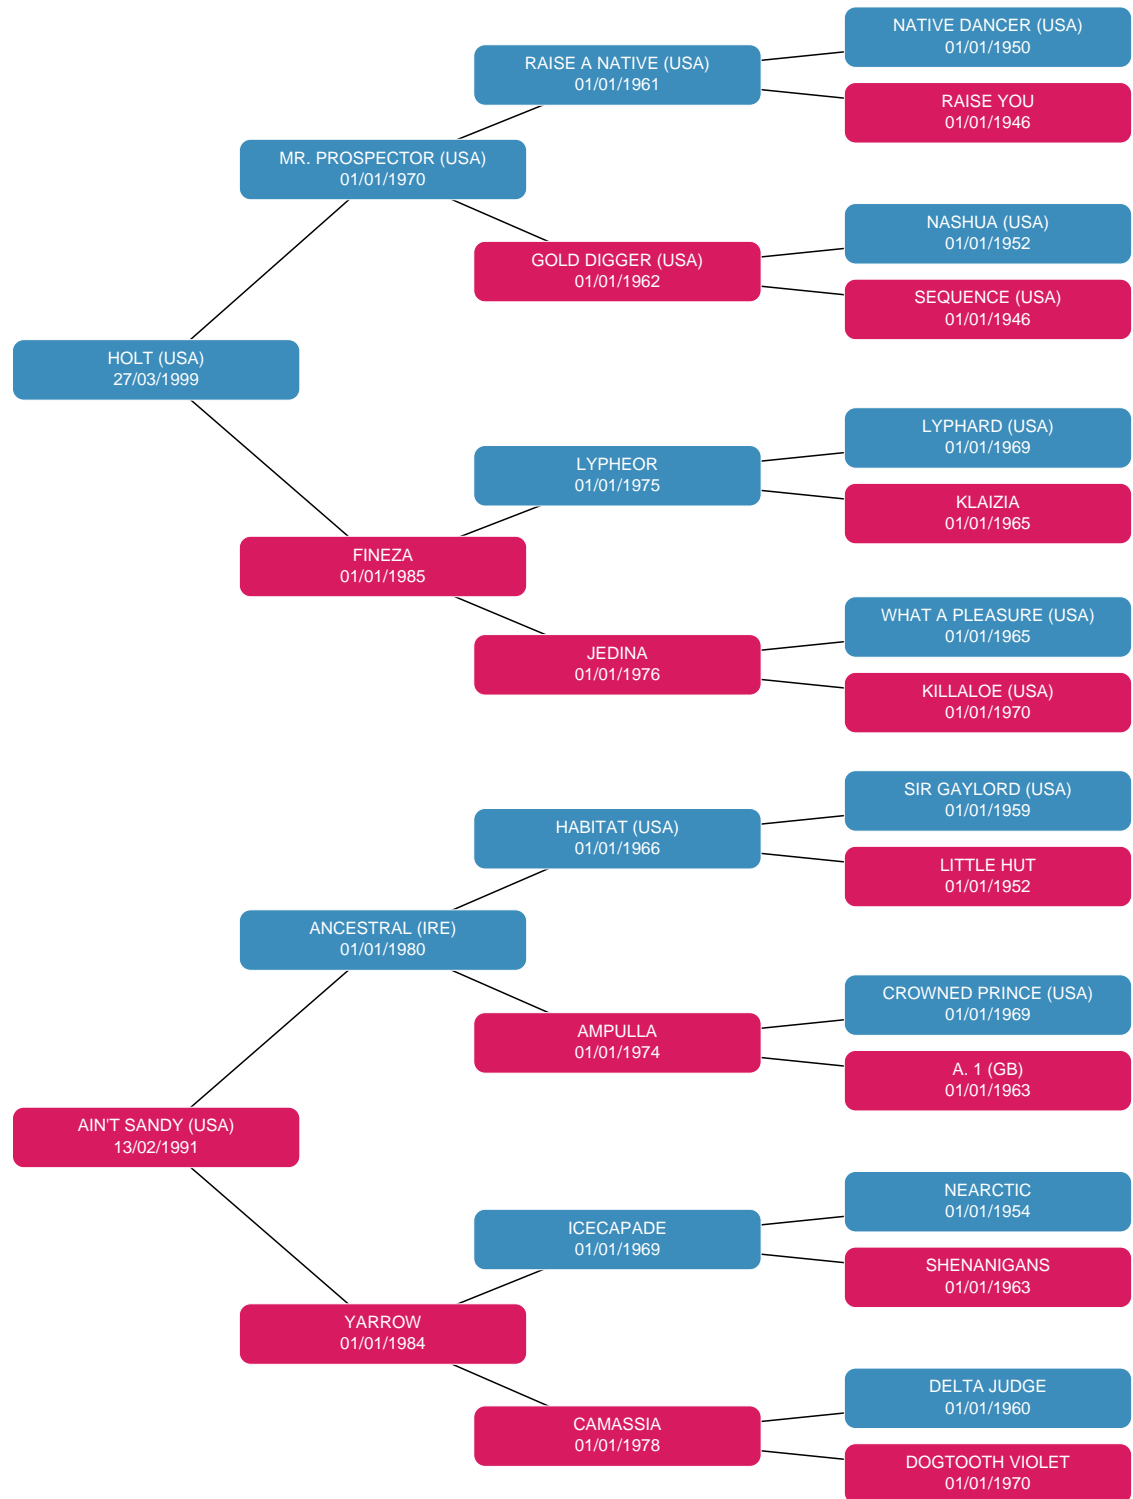 NATIVE DANCER (USA)
01/01/1950
RAISE A NATIVE (USA)
01/01/1961
RAISE YOU
01/01/1946
MR. PROSPECTOR (USA)
01/01/1970
NASHUA (USA)
01/01/1952
GOLD DIGGER (USA)
01/01/1962
SEQUENCE (USA)
01/01/1946
HOLT (USA)
27/03/1999
LYPHARD (USA)
01/01/1969
LYPHEOR
01/01/1975
KLAIZIA
01/01/1965
FINEZA
01/01/1985
WHAT A PLEASURE (USA)
01/01/1965
JEDINA
01/01/1976
KILLALOE (USA)
01/01/1970
SIR GAYLORD (USA)
01/01/1959
HABITAT (USA)
01/01/1966
LITTLE HUT
01/01/1952
ANCESTRAL (IRE)
01/01/1980
CROWNED PRINCE (USA)
01/01/1969
AMPULLA
01/01/1974
A. 1 (GB)
01/01/1963
AIN'T SANDY (USA)
13/02/1991
NEARCTIC
01/01/1954
ICECAPADE
01/01/1969
SHENANIGANS
01/01/1963
YARROW
01/01/1984
DELTA JUDGE
01/01/1960
CAMASSIA
01/01/1978
DOGTOOTH VIOLET
01/01/1970